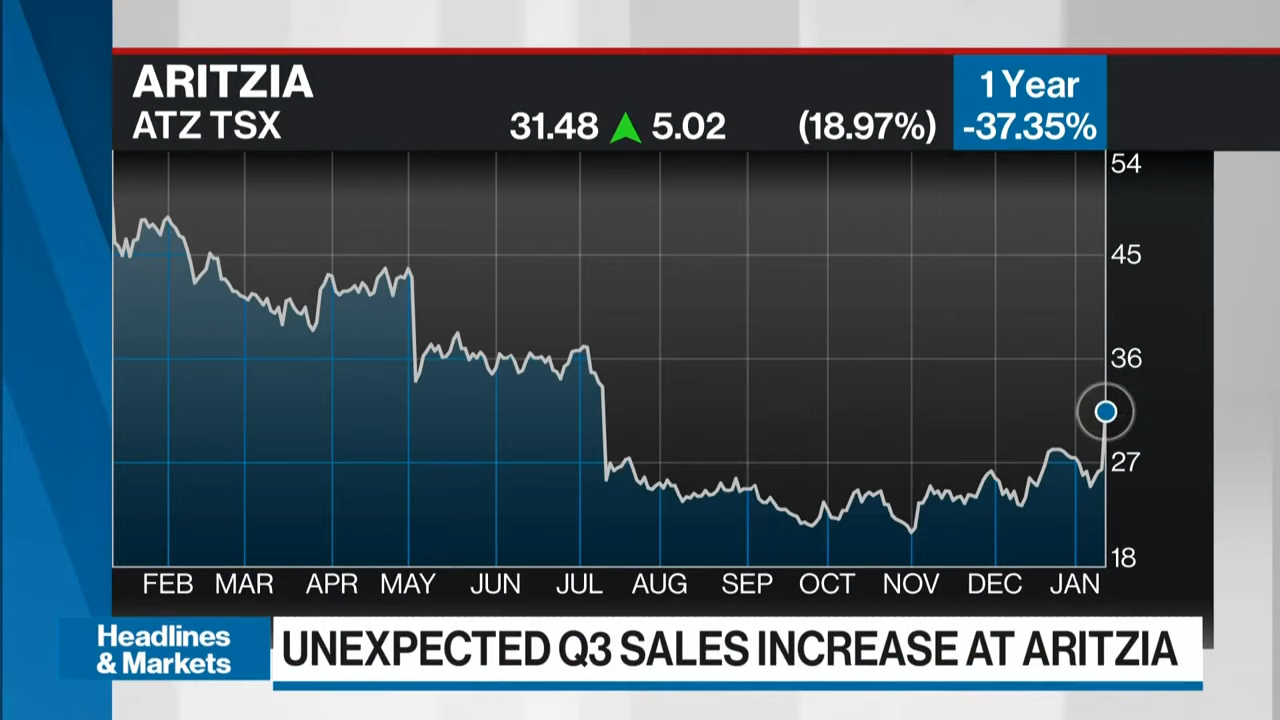 ARITZIA
ATZ TSX
31.48 ▲ 5.02 (18.97%)
1 Year
-37.35%
54
45
36
27
18
FEB MAR APR MAY JUN JUL AUG SEP OCT NOV DEC JAN
Headlines
& Markets
UNEXPECTED Q3 SALES INCREASE AT ARITZIA